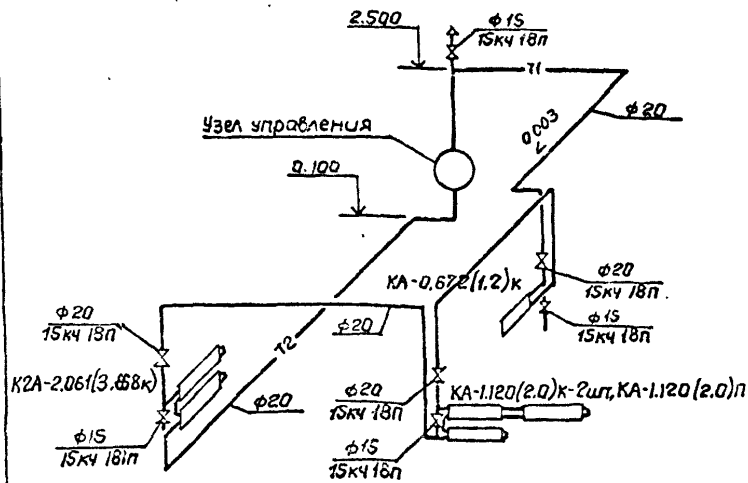 2.500
ф15
15кч 18п
Т1
0.003
ф20
Узел управления
0.100
КА-0.672(1.2)к
ф20
15кч 18п.
ф15
15кч 18п
ф20
15кч 18п
ф20
Т2
К2А-2.061(3.668к)
ф20
ф20
15кч 18п
КА-1.120(2.0)к-2шт,КА-1.120(2.0)п
ф15
15кч 18п
ф15
15кч 18п